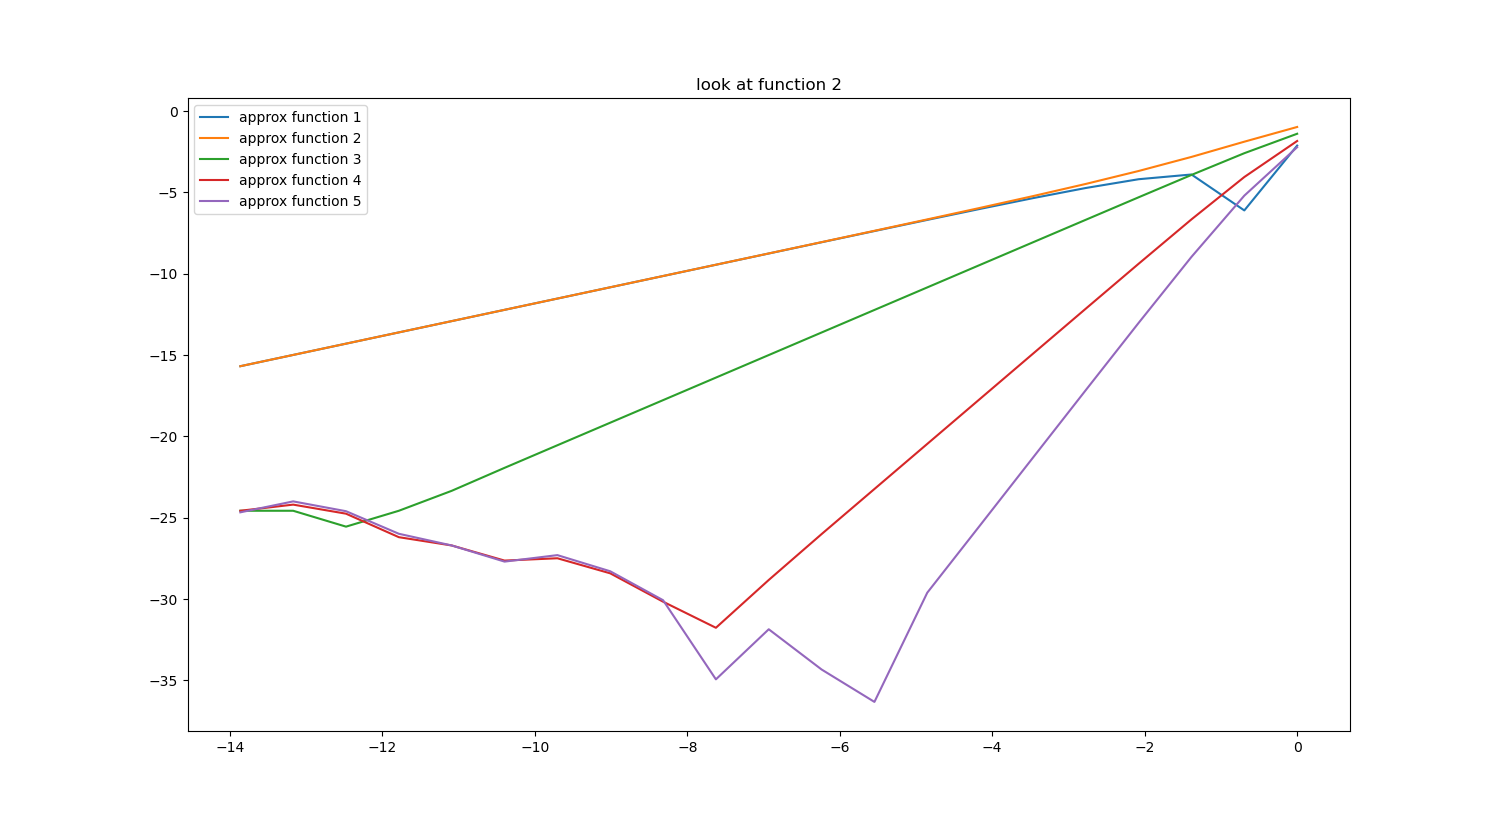 look at function 2
approx function 1
approx function 2
approx function 3
approx function 4
approx function 5
0
−5
−10
−15
−20
−25
−30
−35
−14 −12 −10 −8 −6 −4 −2 0